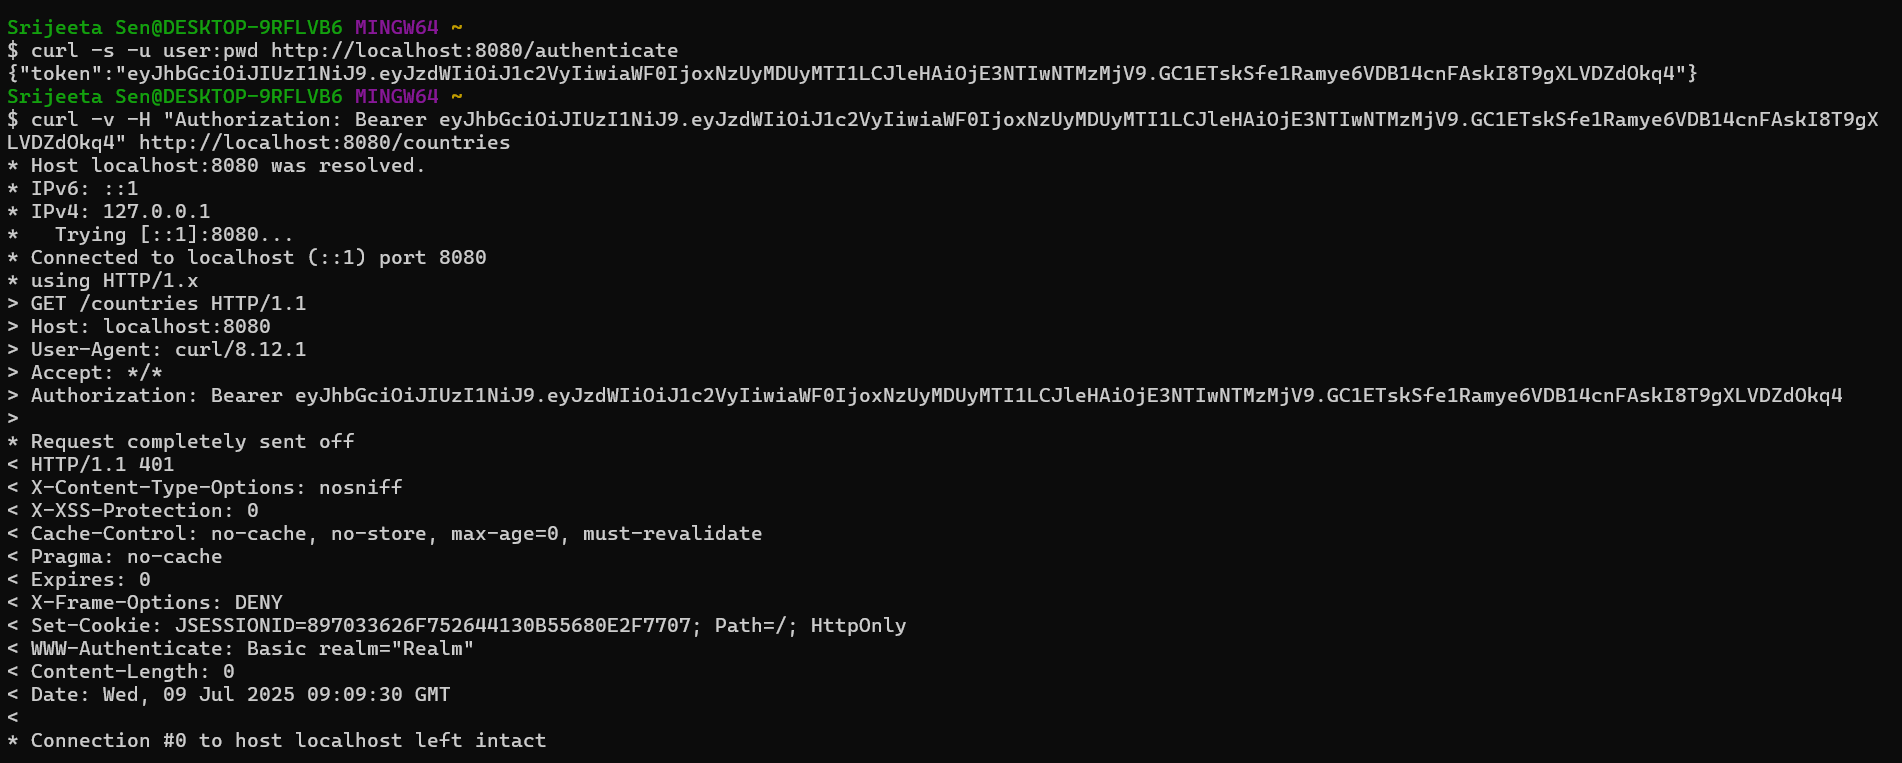 Srijeeta Sen@DESKTOP-9RFLVB6 MINGW64 ~
$ curl -s -u user:pwd http://localhost:8080/authenticate
{"token":"eyJhbGciOiJIUzI1NiJ9.eyJzdWIiOiJ1c2VyIiwiaWF0IjoxNzUyMDUyMTI1LCJleHAiOjE3NTIwNTMzMjV9.GC1ETskSfe1Ramye6VDB14cnFAskI8T9gXLVDZdOkq4"}
Srijeeta Sen@DESKTOP-9RFLVB6 MINGW64 ~
$ curl -v -H "Authorization: Bearer eyJhbGciOiJIUzI1NiJ9.eyJzdWIiOiJ1c2VyIiwiaWF0IjoxNzUyMDUyMTI1LCJleHAiOjE3NTIwNTMzMjV9.GC1ETskSfe1Ramye6VDB14cnFAskI8T9gX
LVDZdOkq4" http://localhost:8080/countries
* Host localhost:8080 was resolved.
* IPv6: ::1
* IPv4: 127.0.0.1
*   Trying [::1]:8080...
* Connected to localhost (::1) port 8080
* using HTTP/1.x
> GET /countries HTTP/1.1
> Host: localhost:8080
> User-Agent: curl/8.12.1
> Accept: */*
> Authorization: Bearer eyJhbGciOiJIUzI1NiJ9.eyJzdWIiOiJ1c2VyIiwiaWF0IjoxNzUyMDUyMTI1LCJleHAiOjE3NTIwNTMzMjV9.GC1ETskSfe1Ramye6VDB14cnFAskI8T9gXLVDZdOkq4
>
* Request completely sent off
< HTTP/1.1 401
< X-Content-Type-Options: nosniff
< X-XSS-Protection: 0
< Cache-Control: no-cache, no-store, max-age=0, must-revalidate
< Pragma: no-cache
< Expires: 0
< X-Frame-Options: DENY
< Set-Cookie: JSESSIONID=897033626F752644130B55680E2F7707; Path=/; HttpOnly
< WWW-Authenticate: Basic realm="Realm"
< Content-Length: 0
< Date: Wed, 09 Jul 2025 09:09:30 GMT
<
* Connection #0 to host localhost left intact